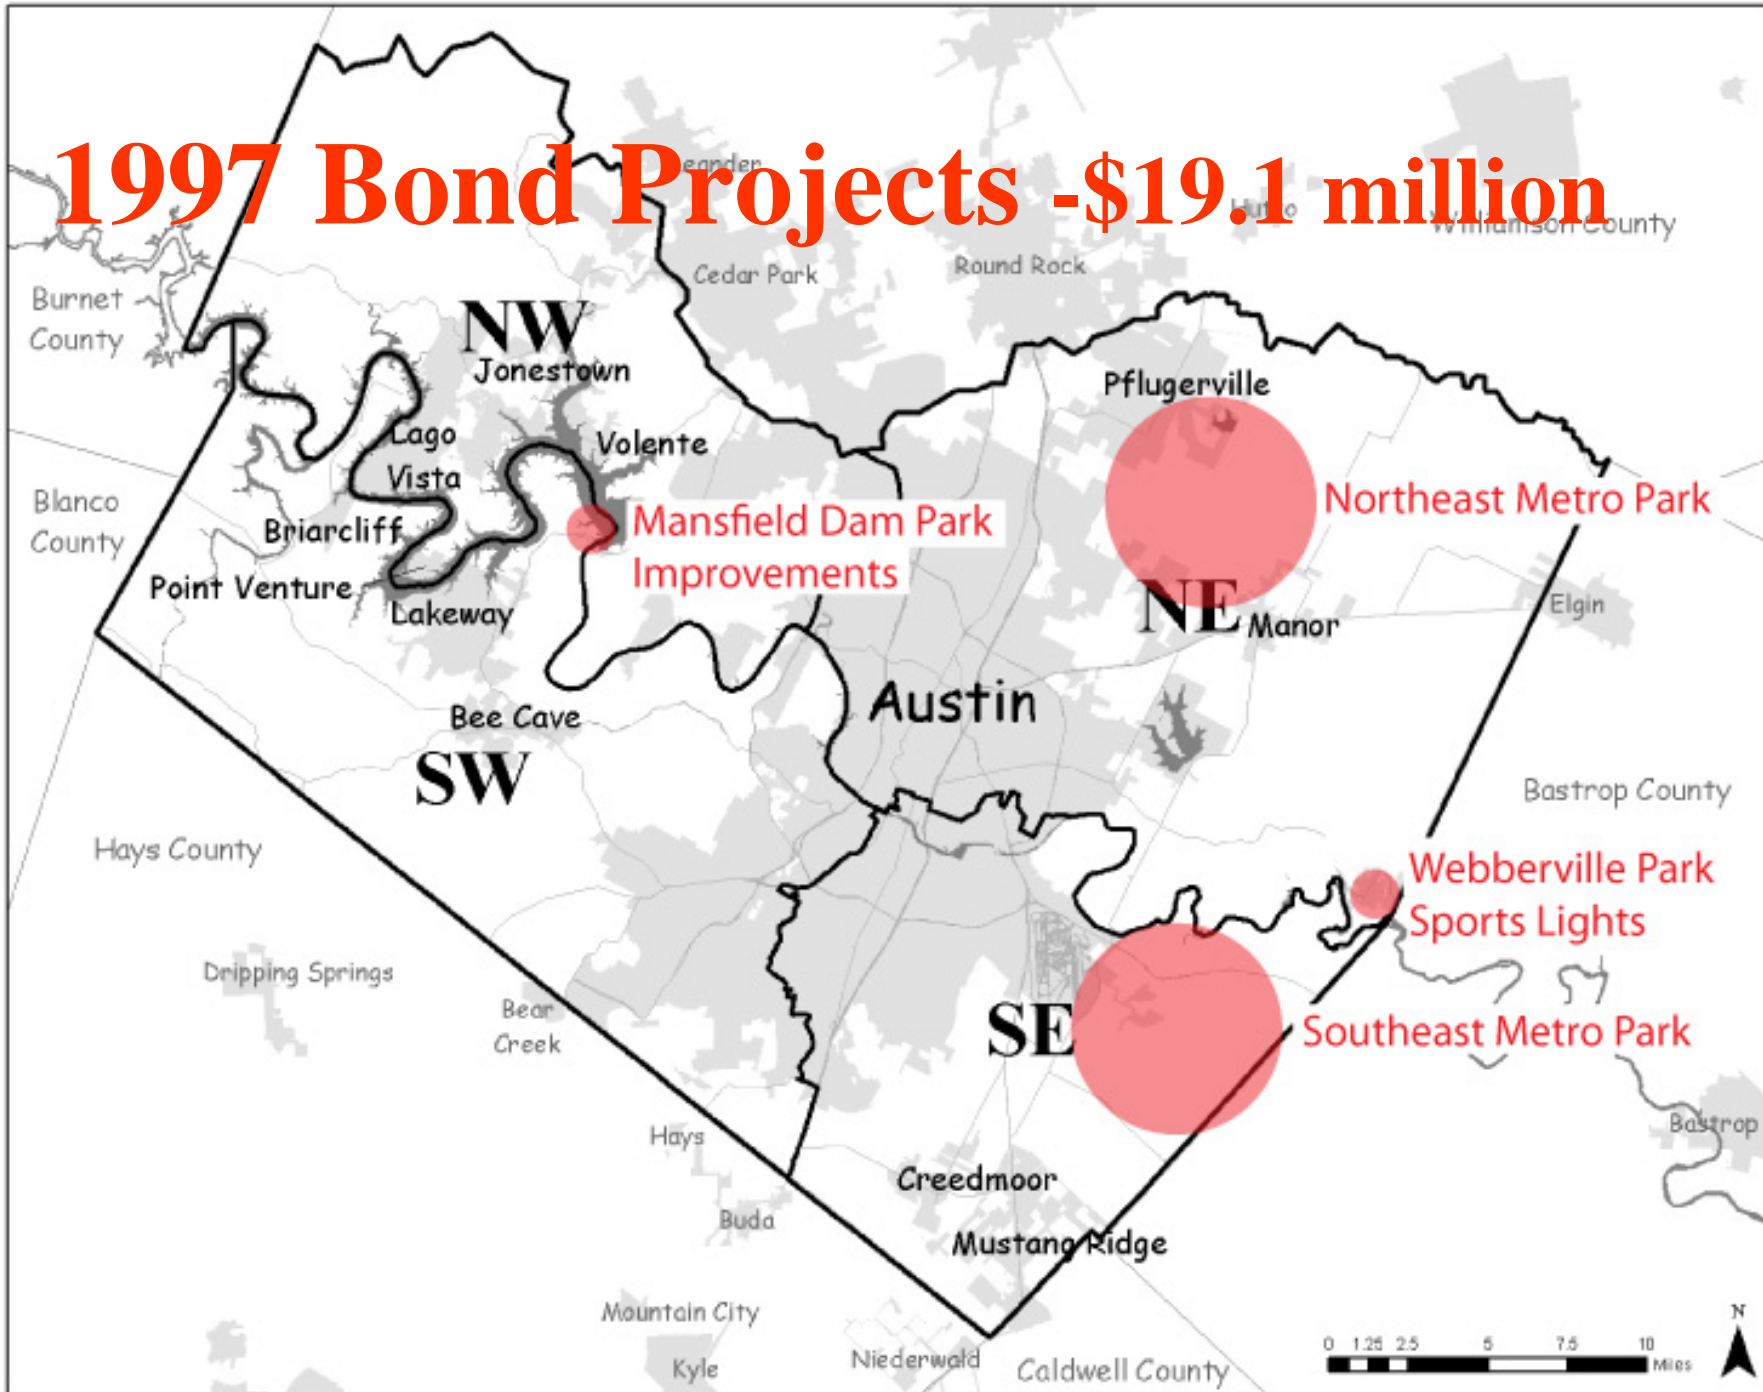 1997 Bond Projects -$19.1 million
Leander
Hutto
Williamson County
Cedar Park
Round Rock
Burnet
County
NW
Jonestown
Pflugerville
Lago
Vista
Volente
Blanco
County
Briarcliff
Mansfield Dam Park
Improvements
Northeast Metro Park
Point Venture
Lakeway
NE
Manor
Elgin
Bee Cave
Austin
SW
Bastrop County
Hays County
Webberville Park
Sports Lights
Dripping Springs
Bear
Creek
SE
Southeast Metro Park
Hays
Bastrop
Creedmoor
Buda
Mustang Ridge
Mountain City
Kyle
Niederwald
Caldwell County
N
0 1.25 2.5 5 7.5 10
Miles